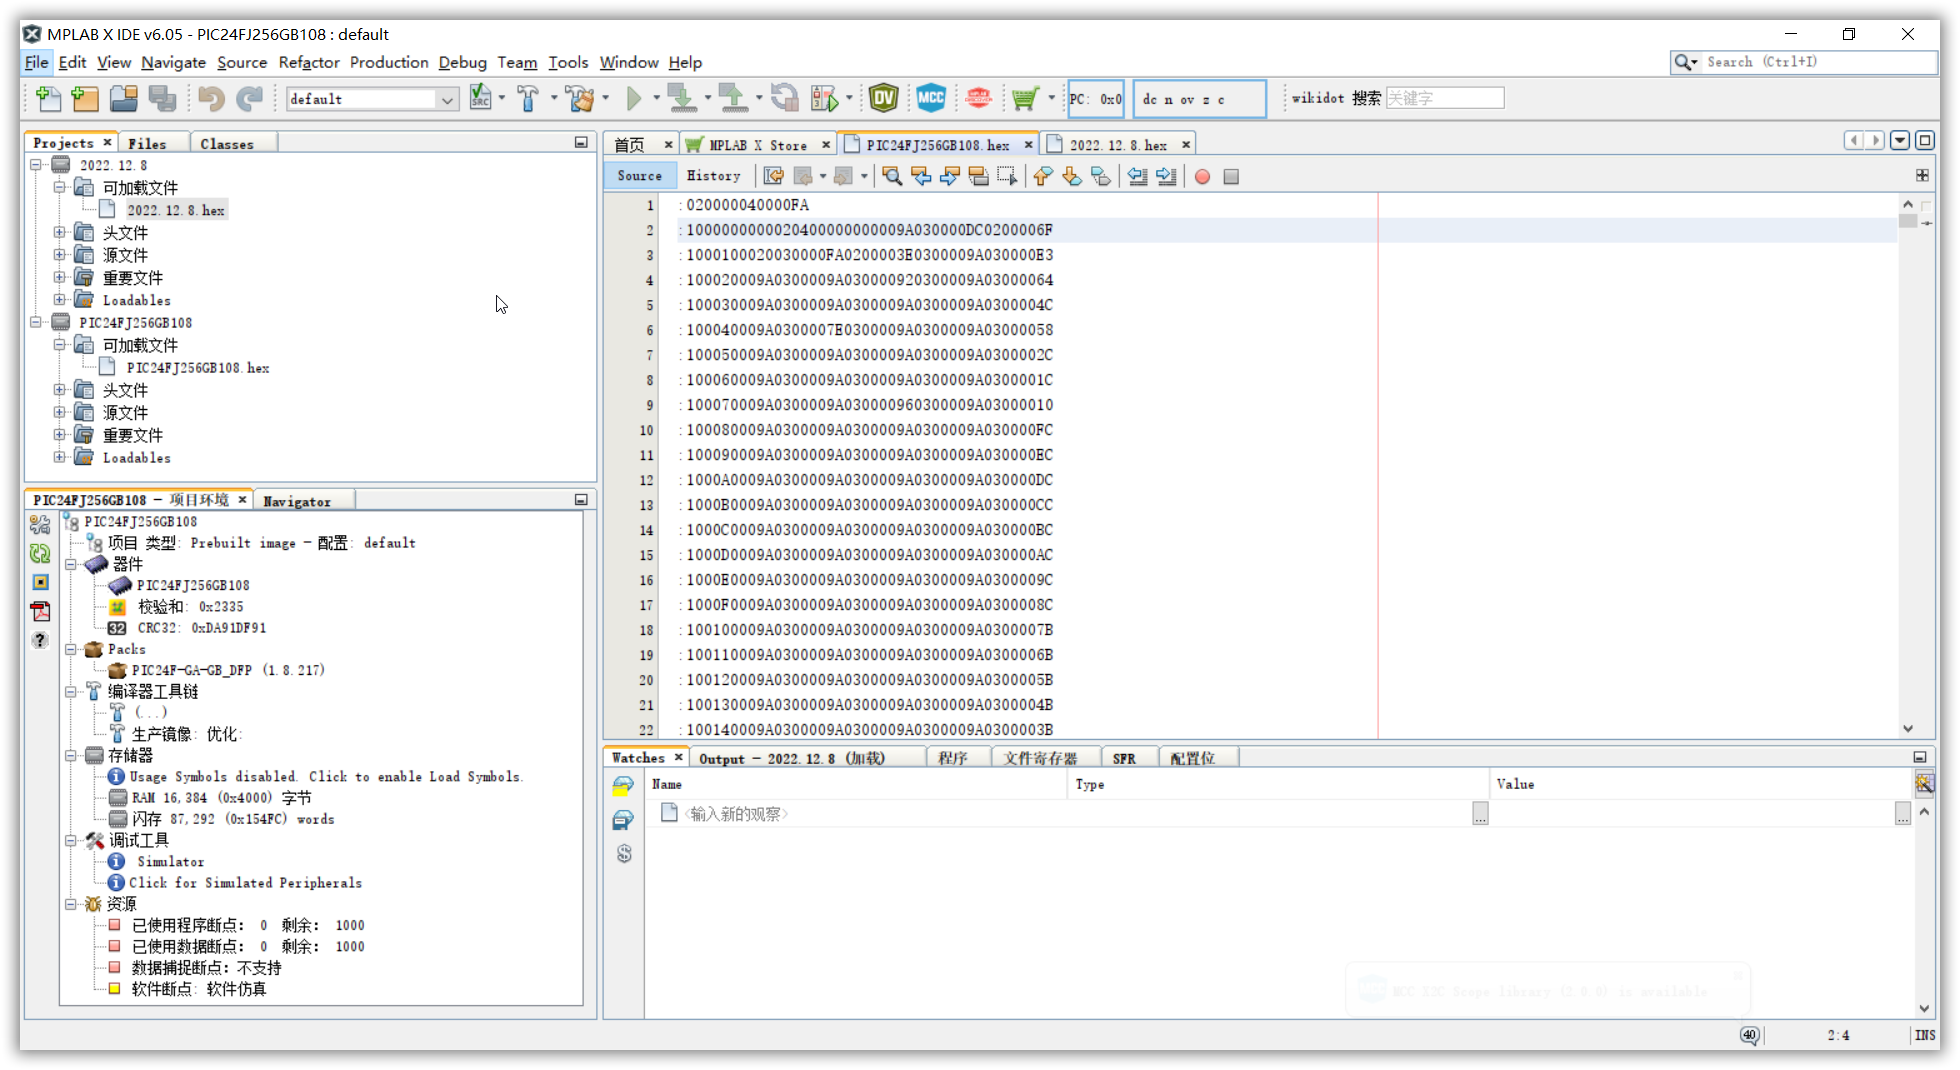 MPLAB X IDE v6.05 - PIC24FJ256GB108 : default
File Edit View Navigate Source Refactor Production Debug Team Tools Window Help
Search (Ctrl+I)
default
SRC
DV
MCC
PC: 0x0
dc n ov z c
wikidot 搜索 关键字
Projects
Files
Classes
2022.12.8
可加载文件
2022.12.8.hex
头文件
源文件
重要文件
Loadables
PIC24FJ256GB108
可加载文件
PIC24FJ256GB108.hex
头文件
源文件
重要文件
Loadables
PIC24FJ256GB108 - 项目环境
Navigator
PIC24FJ256GB108
项目 类型: Prebuilt image - 配置: default
器件
PIC24FJ256GB108
校验和: 0x2335
32 CRC32: 0xDA91DF91
Packs
PIC24F-GA-GB_DFP (1.8.217)
编译器工具链
(...)
生产镜像: 优化:
存储器
Usage Symbols disabled. Click to enable Load Symbols.
RAM 16,384 (0x4000) 字节
闪存 87,292 (0x154FC) words
调试工具
Simulator
Click for Simulated Peripherals
资源
已使用程序断点: 0 剩余: 1000
已使用数据断点: 0 剩余: 1000
数据捕捉断点: 不支持
软件断点: 软件仿真
首页
MPLAB X Store
PIC24FJ256GB108.hex
2022.12.8.hex
Source
History
1 :020000040000FA
2 :1000000000020400000000009A030000DC0200006F
3 :1000100020030000FA0200003E0300009A030000E3
4 :100020009A0300009A030000920300009A03000064
5 :100030009A0300009A0300009A0300009A0300004C
6 :100040009A0300007E0300009A0300009A03000058
7 :100050009A0300009A0300009A0300009A0300002C
8 :100060009A0300009A0300009A0300009A0300001C
9 :100070009A0300009A030000960300009A03000010
10 :100080009A0300009A0300009A0300009A030000FC
11 :100090009A0300009A0300009A0300009A030000EC
12 :1000A0009A0300009A0300009A0300009A030000DC
13 :1000B0009A0300009A0300009A0300009A030000CC
14 :1000C0009A0300009A0300009A0300009A030000BC
15 :1000D0009A0300009A0300009A0300009A030000AC
16 :1000E0009A0300009A0300009A0300009A0300009C
17 :1000F0009A0300009A0300009A0300009A0300008C
18 :100100009A0300009A0300009A0300009A0300007B
19 :100110009A0300009A0300009A0300009A0300006B
20 :100120009A0300009A0300009A0300009A0300005B
21 :100130009A0300009A0300009A0300009A0300004B
22 :100140009A0300009A0300009A0300009A0300003B
Watches
Output - 2022.12.8 (加载)
程序
文件寄存器
SFR
配置位
Name
Type
Value
<输入新的观察>
...
...
MCC X2C-Scope library (2.0.0) is available
40
2:4
INS